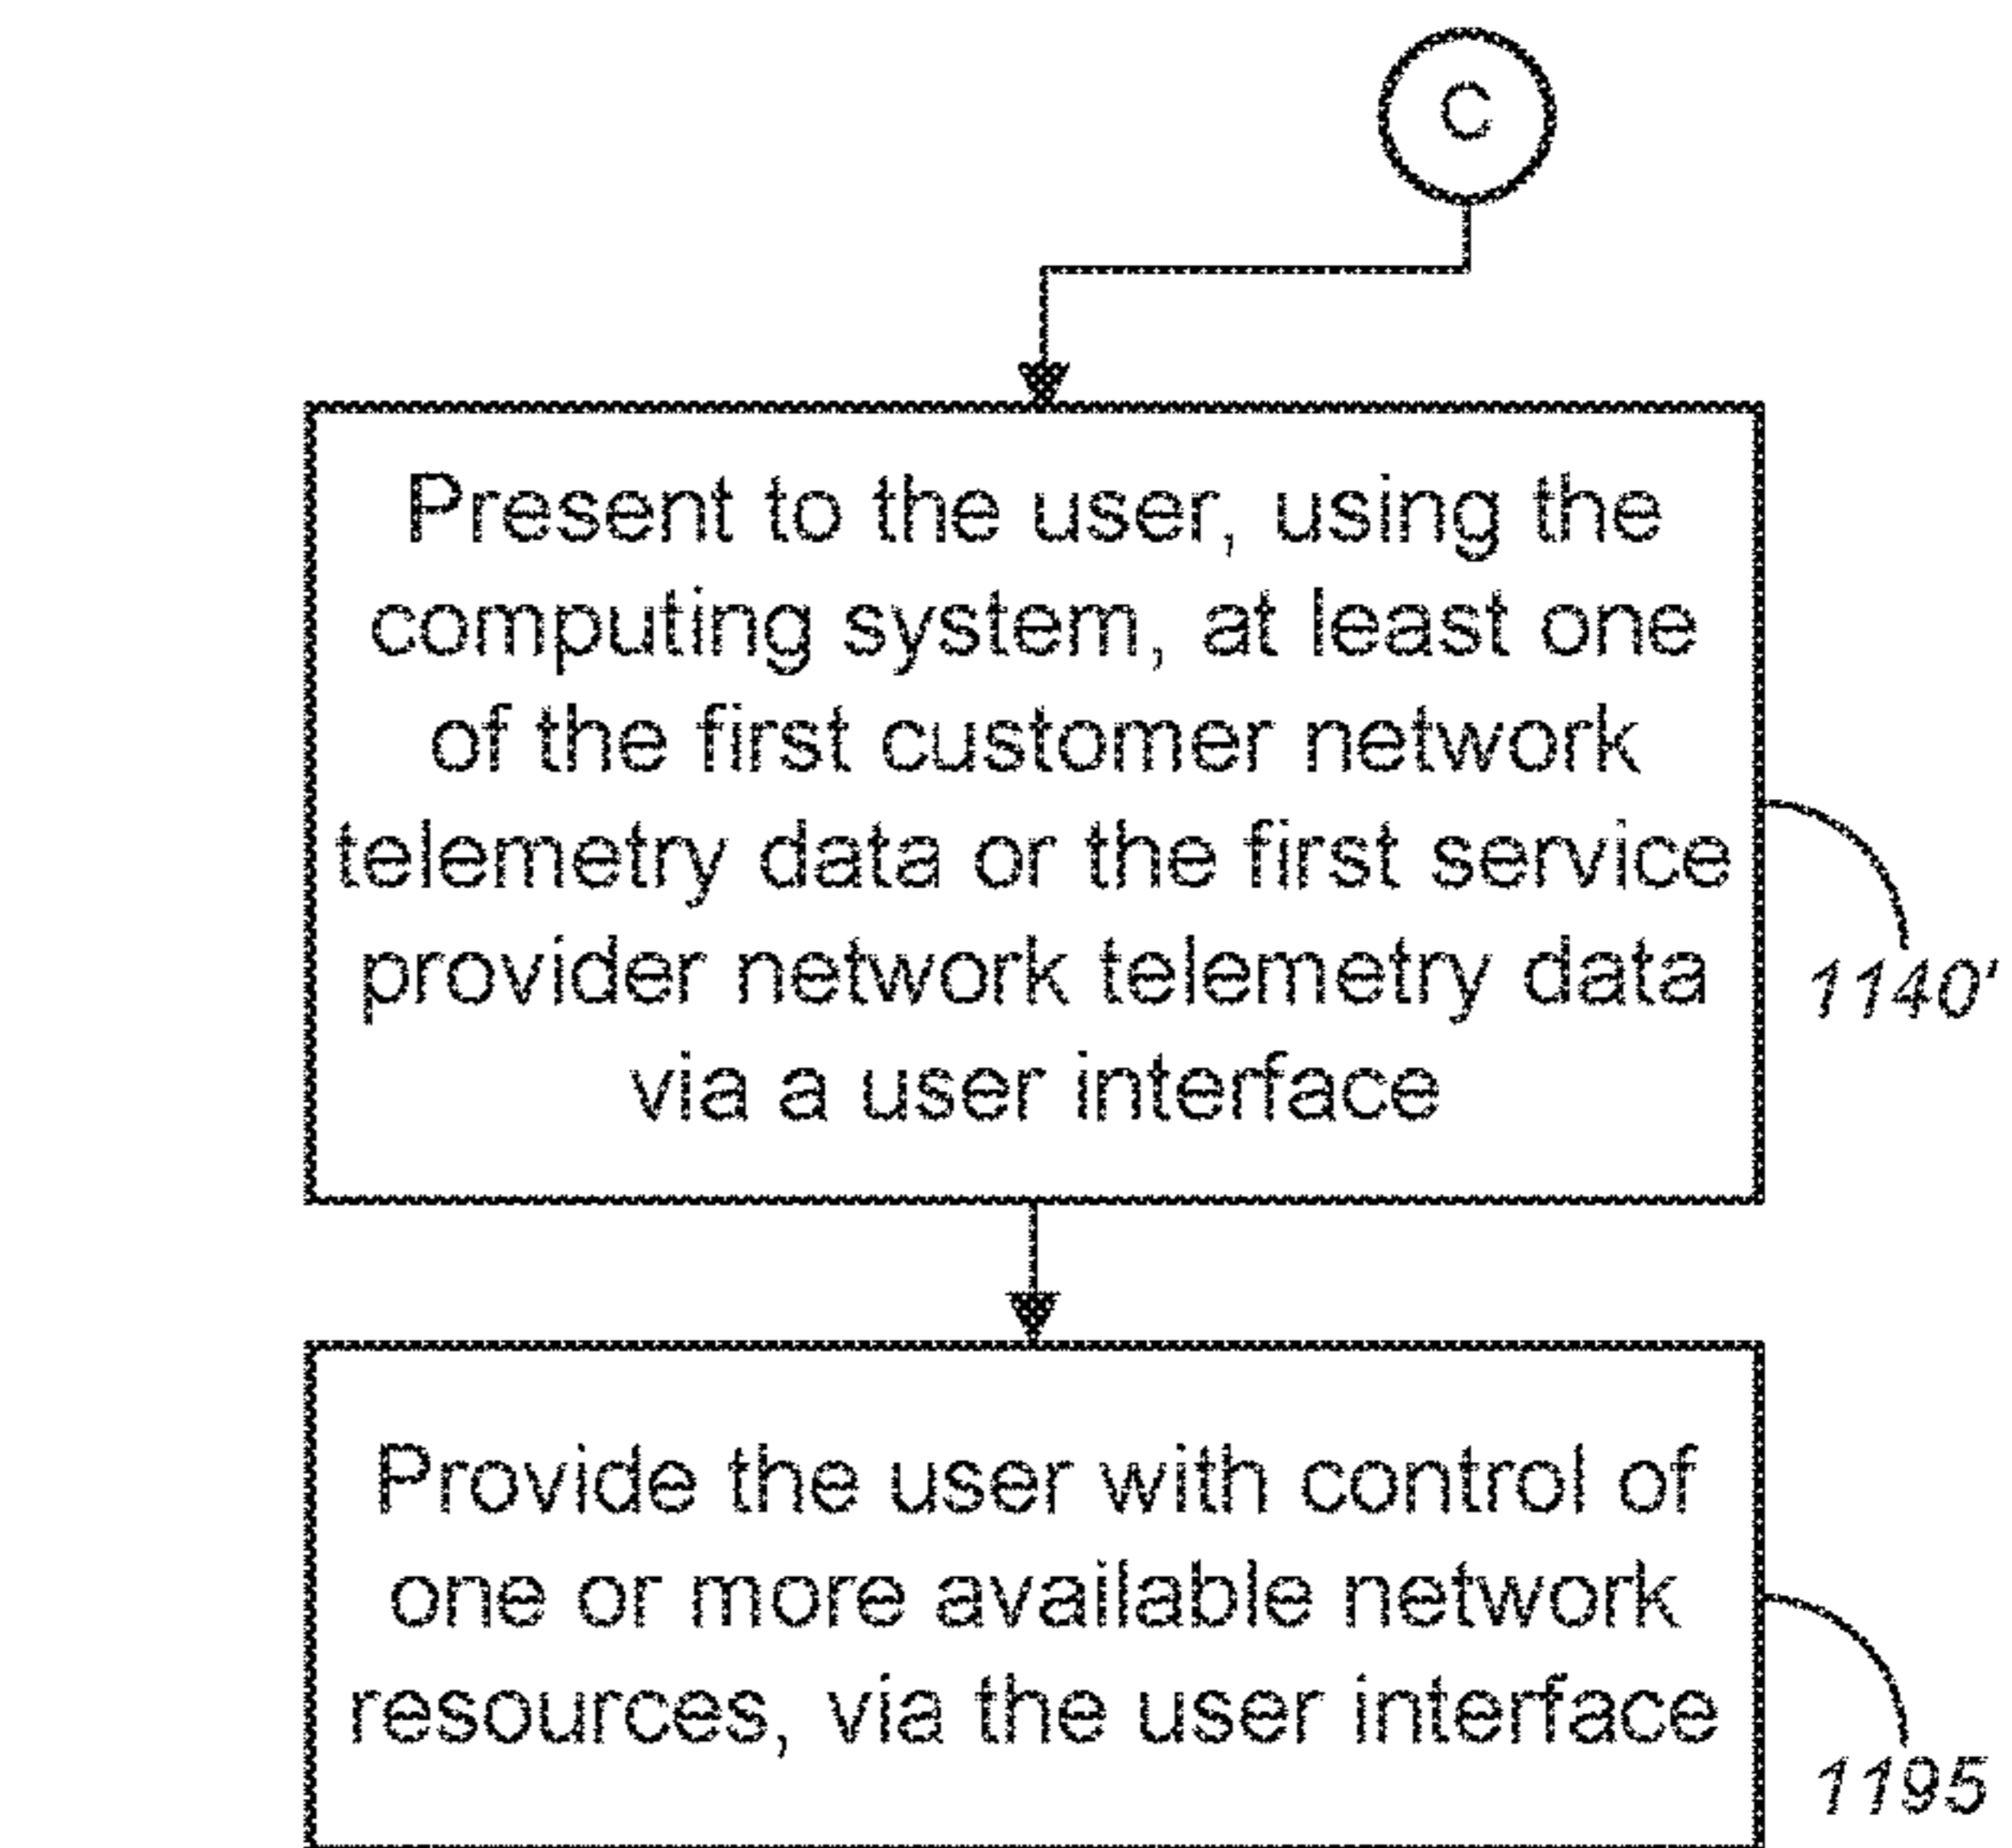 C
Present to the user, using the
computing system, at least one
of the first customer network
telemetry data or the first service
provider network telemetry data
via a user interface
1140'
Provide the user with control of
one or more available network
resources, via the user interface
1195